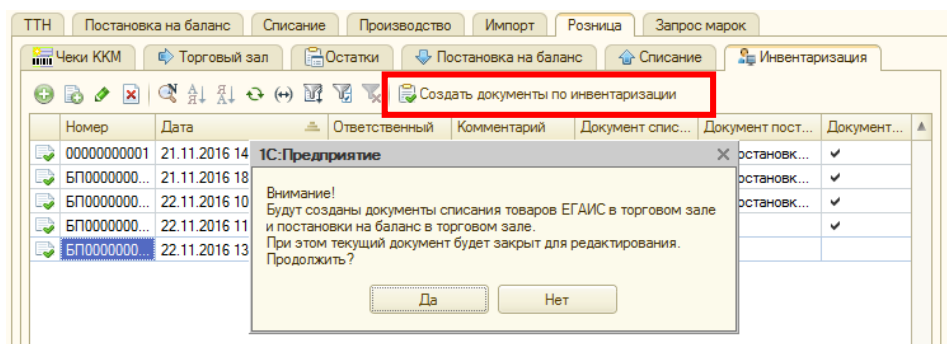 ТТН Постановка на баланс Списание Производство Импорт Розница Запрос марок
Чеки ККМ Торговый зал Остатки Постановка на баланс Списание Инвентаризация
Создать документы по инвентаризации
Номер Дата Ответственный Комментарий Документ спис... Документ пост... Документ...
00000000001 21.11.2016 14 остановк...
БП0000000... 21.11.2016 18 остановк...
БП0000000... 22.11.2016 10 остановк...
БП0000000... 22.11.2016 11
БП0000000... 22.11.2016 13
1С:Предприятие
Внимание!
Будут созданы документы списания товаров ЕГАИС в торговом зале
и постановки на баланс в торговом зале.
При этом текущий документ будет закрыт для редактирования.
Продолжить?
Да Нет